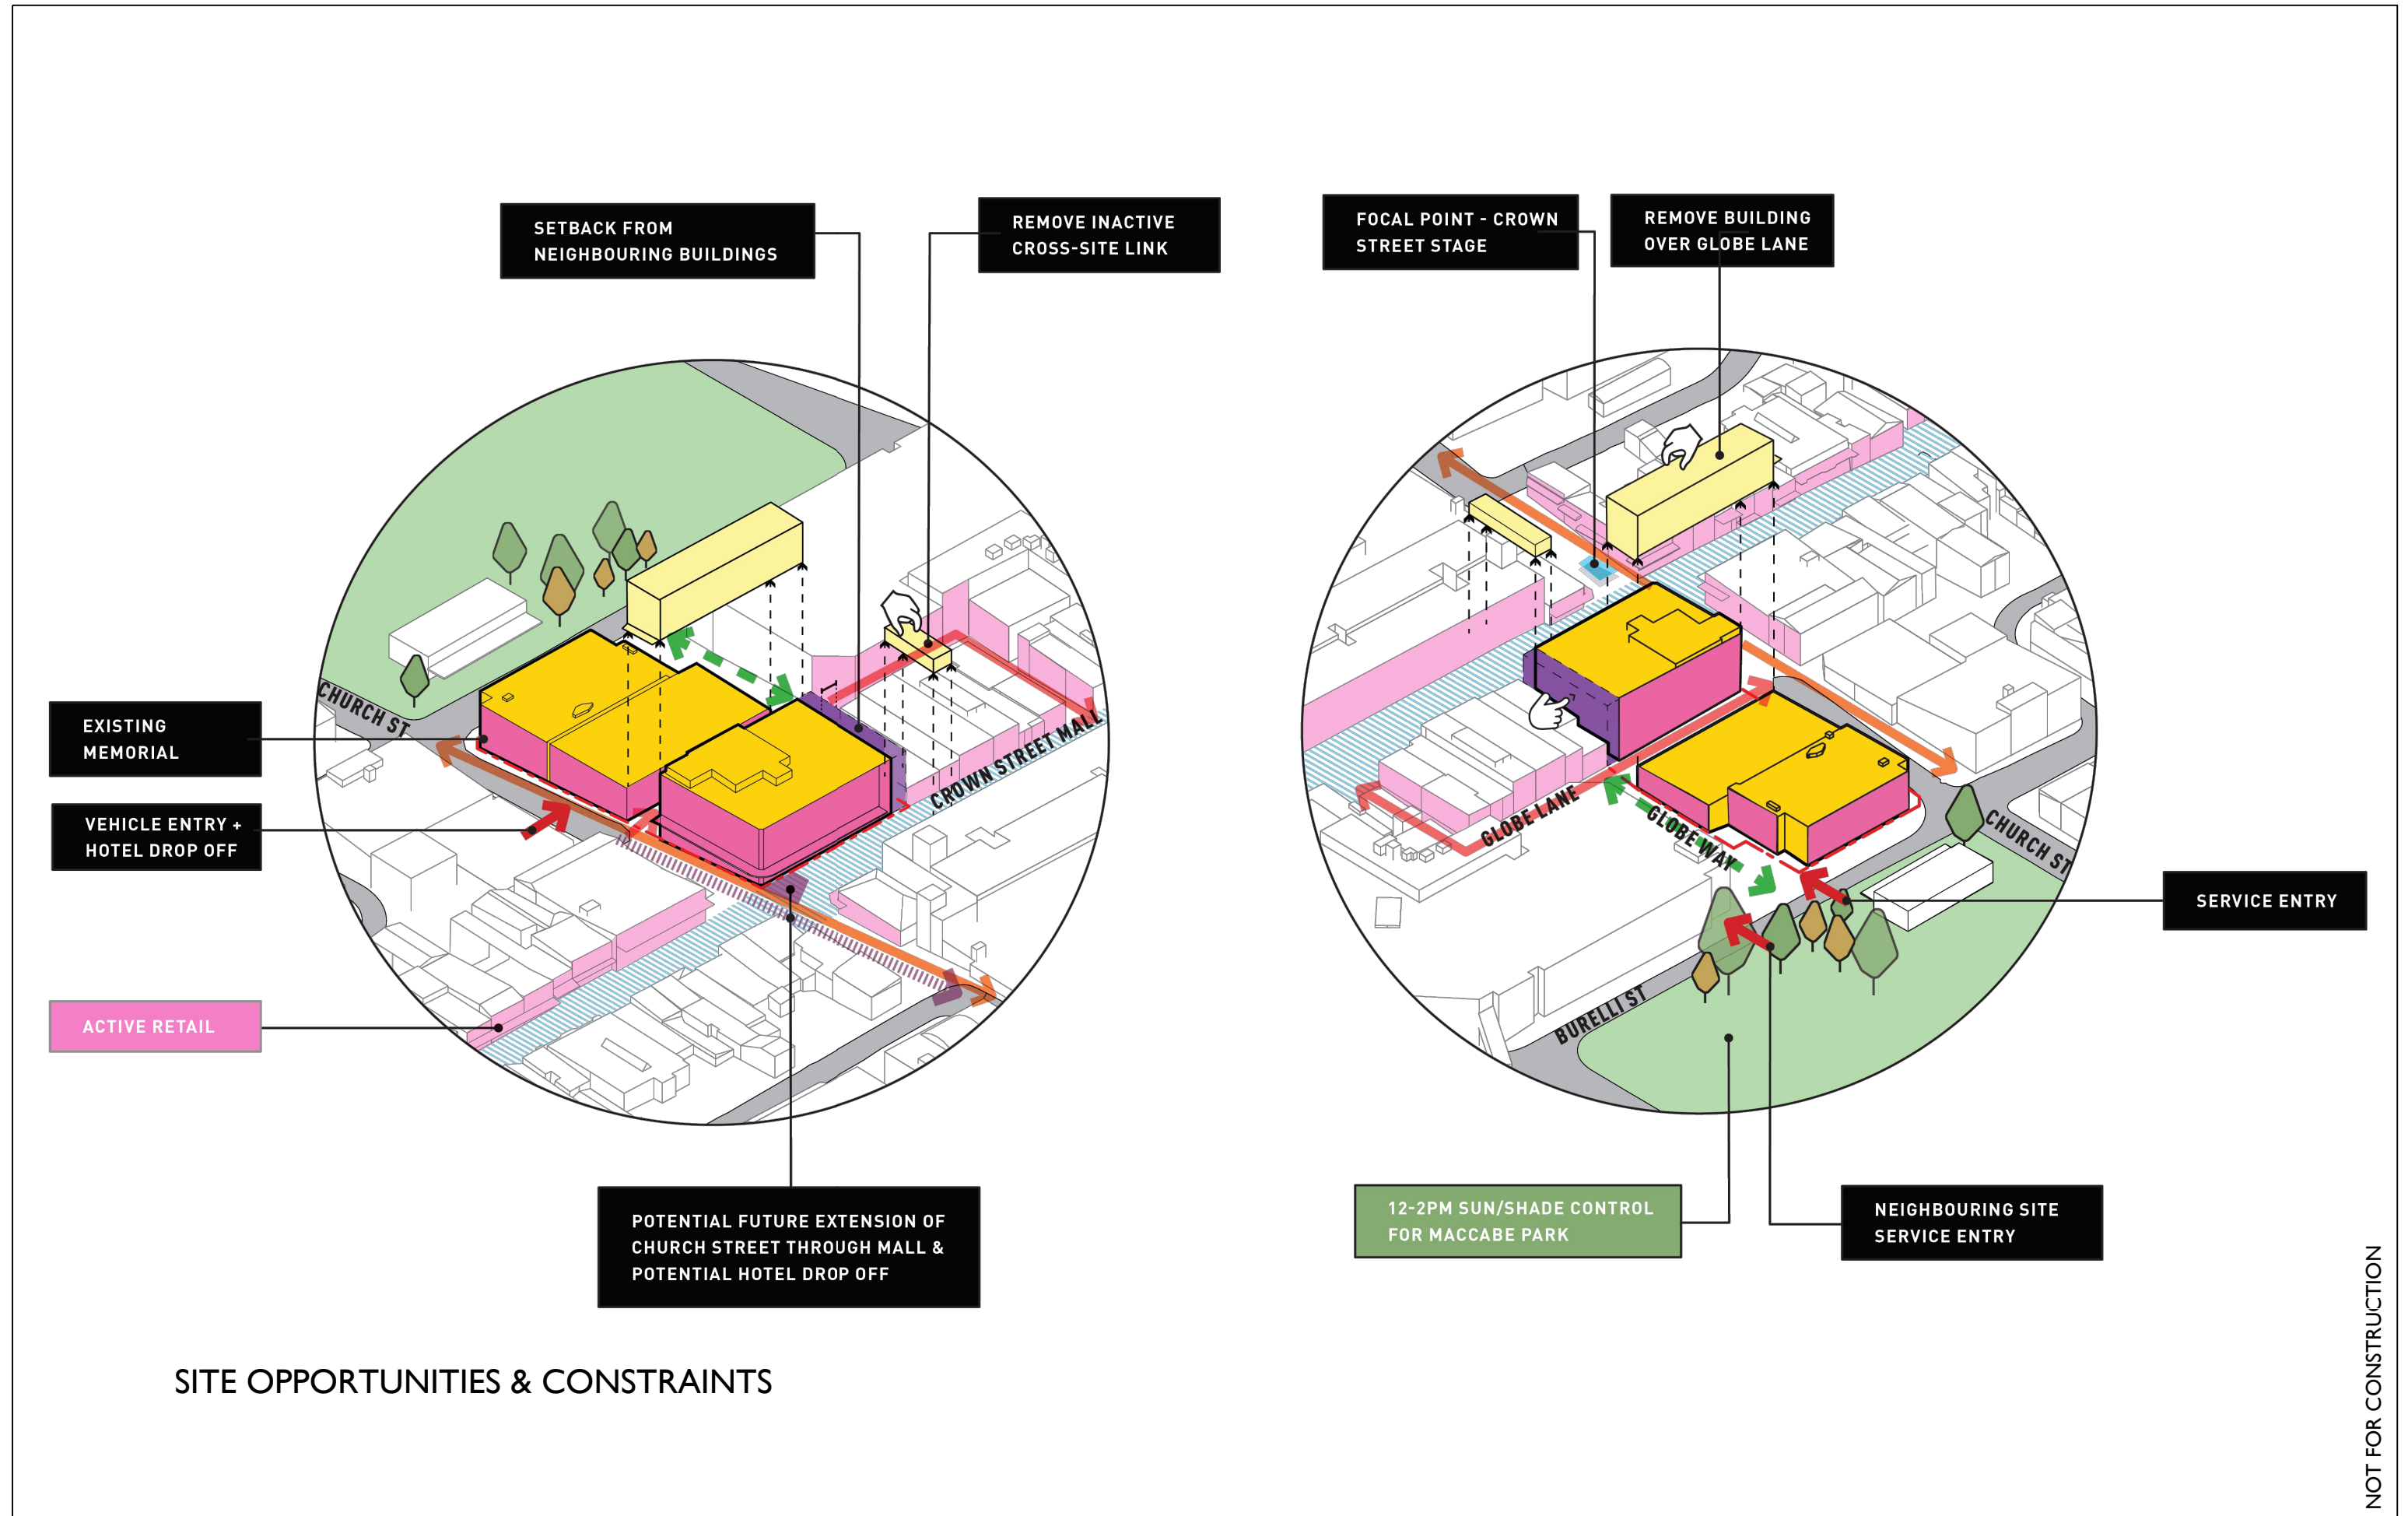 SETBACK FROM
NEIGHBOURING BUILDINGS
REMOVE INACTIVE
CROSS-SITE LINK
FOCAL POINT - CROWN
STREET STAGE
REMOVE BUILDING
OVER GLOBE LANE
CHURCH ST
EXISTING
MEMORIAL
VEHICLE ENTRY +
HOTEL DROP OFF
CROWN STREET MALL
ACTIVE RETAIL
GLOBE LANE
GLOBE WAY
CHURCH ST
SERVICE ENTRY
BURELLI ST
POTENTIAL FUTURE EXTENSION OF
CHURCH STREET THROUGH MALL &
POTENTIAL HOTEL DROP OFF
12-2PM SUN/SHADE CONTROL
FOR MACCABE PARK
NEIGHBOURING SITE
SERVICE ENTRY
SITE OPPORTUNITIES & CONSTRAINTS
NOT FOR CONSTRUCTION